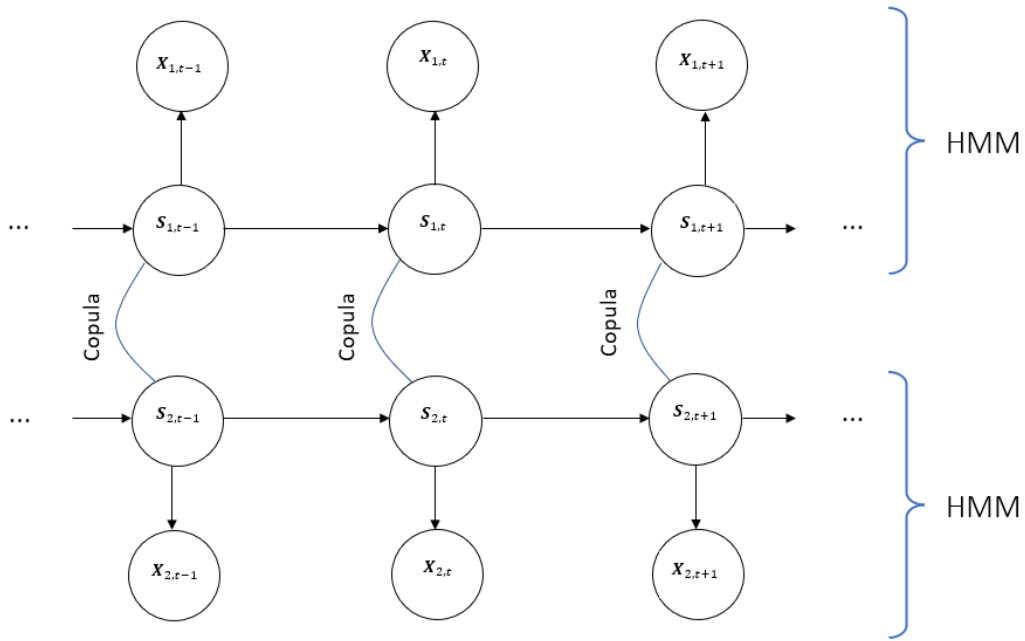 X₁,ₜ₋₁ X₁,ₜ X₁,ₜ₊₁
HMM
... S₁,ₜ₋₁ S₁,ₜ S₁,ₜ₊₁ ...
Copula Copula Copula
... S₂,ₜ₋₁ S₂,ₜ S₂,ₜ₊₁ ...
HMM
X₂,ₜ₋₁ X₂,ₜ X₂,ₜ₊₁